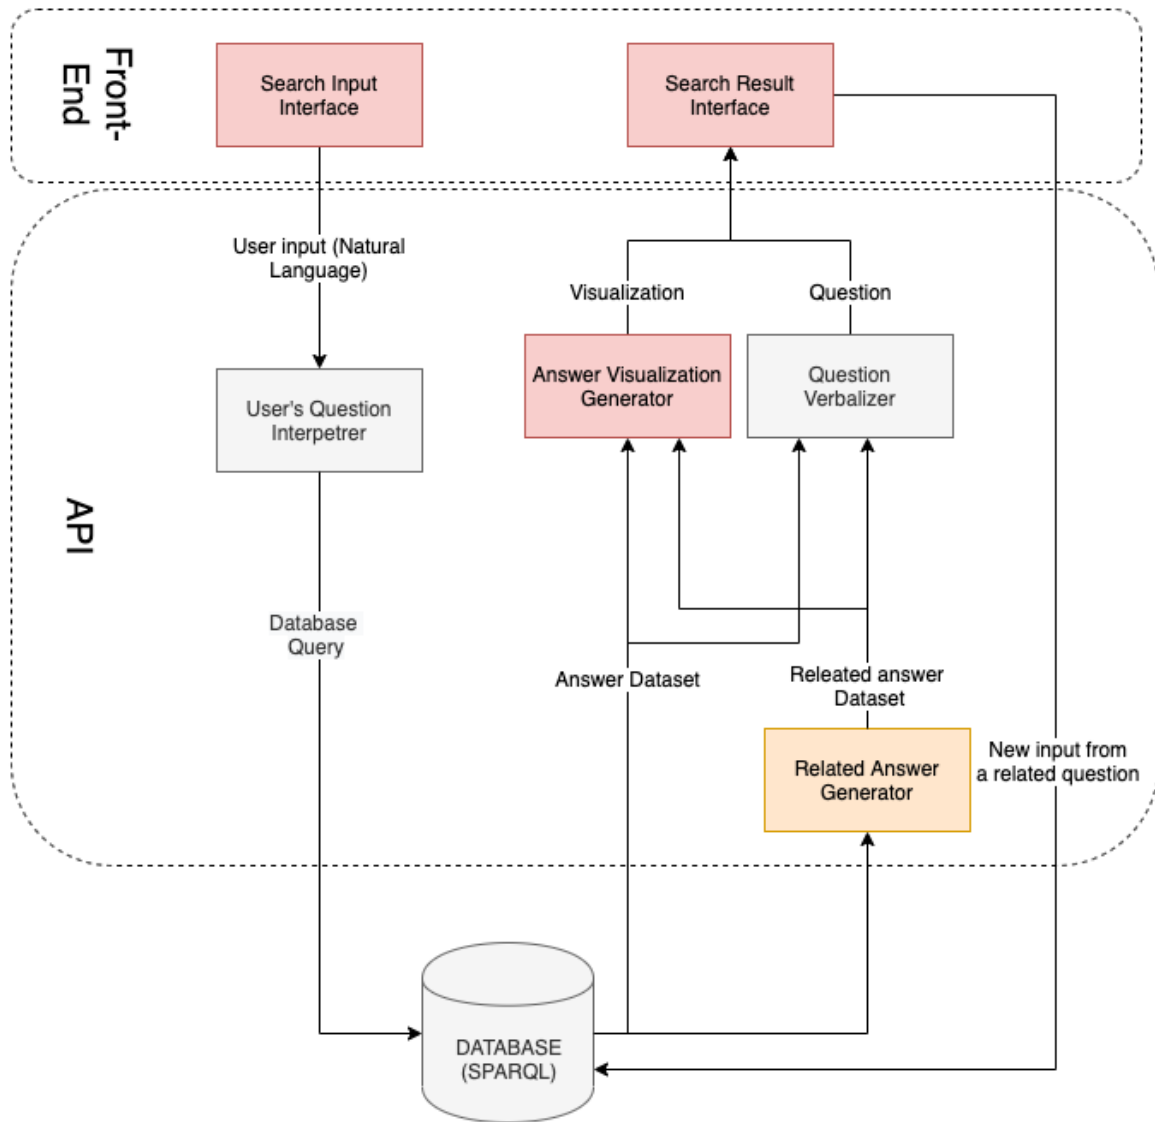 Front-
End
Search Input
Interface
Search Result
Interface
User input (Natural
Language)
Visualization
Question
User's Question
Interpetrer
Answer Visualization
Generator
Question
Verbalizer
API
Database
Query
Answer Dataset
Releated answer
Dataset
Related Answer
Generator
New input from
a related question
DATABASE
(SPARQL)